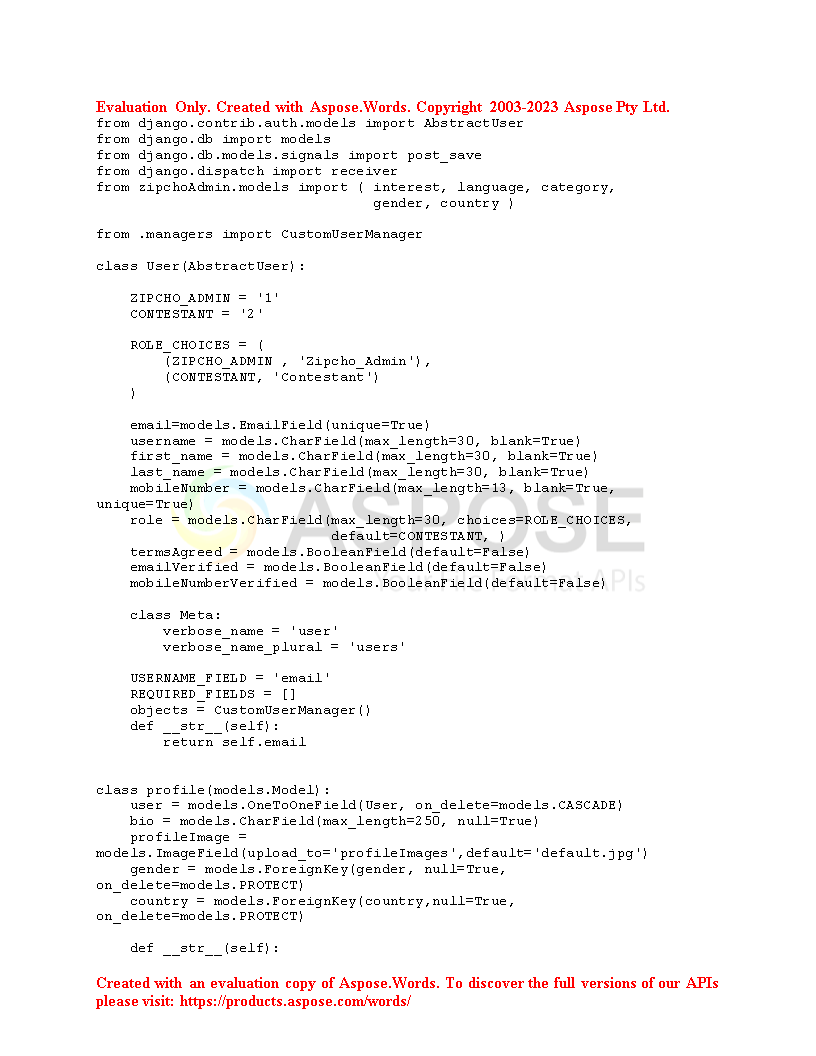 Evaluation Only. Created with Aspose.Words. Copyright 2003-2023 Aspose Pty Ltd.
from django.contrib.auth.models import AbstractUser
from django.db import models
from django.db.models.signals import post_save
from django.dispatch import receiver
from zipchoAdmin.models import ( interest, language, category,
                                 gender, country )

from .managers import CustomUserManager

class User(AbstractUser):

    ZIPCHO_ADMIN = '1'
    CONTESTANT = '2'

    ROLE_CHOICES = (
        (ZIPCHO_ADMIN , 'Zipcho_Admin'),
        (CONTESTANT, 'Contestant')
    )

    email=models.EmailField(unique=True)
    username = models.CharField(max_length=30, blank=True)
    first_name = models.CharField(max_length=30, blank=True)
    last_name = models.CharField(max_length=30, blank=True)
    mobileNumber = models.CharField(max_length=13, blank=True,
unique=True)
    role = models.CharField(max_length=30, choices=ROLE_CHOICES,
                            default=CONTESTANT, )
    termsAgreed = models.BooleanField(default=False)
    emailVerified = models.BooleanField(default=False)
    mobileNumberVerified = models.BooleanField(default=False)

    class Meta:
        verbose_name = 'user'
        verbose_name_plural = 'users'

    USERNAME_FIELD = 'email'
    REQUIRED_FIELDS = []
    objects = CustomUserManager()
    def __str__(self):
        return self.email


class profile(models.Model):
    user = models.OneToOneField(User, on_delete=models.CASCADE)
    bio = models.CharField(max_length=250, null=True)
    profileImage =
models.ImageField(upload_to='profileImages',default='default.jpg')
    gender = models.ForeignKey(gender, null=True,
on_delete=models.PROTECT)
    country = models.ForeignKey(country,null=True,
on_delete=models.PROTECT)

    def __str__(self):

ASPOSE
APIs
Created with an evaluation copy of Aspose.Words. To discover the full versions of our APIs
please visit: https://products.aspose.com/words/